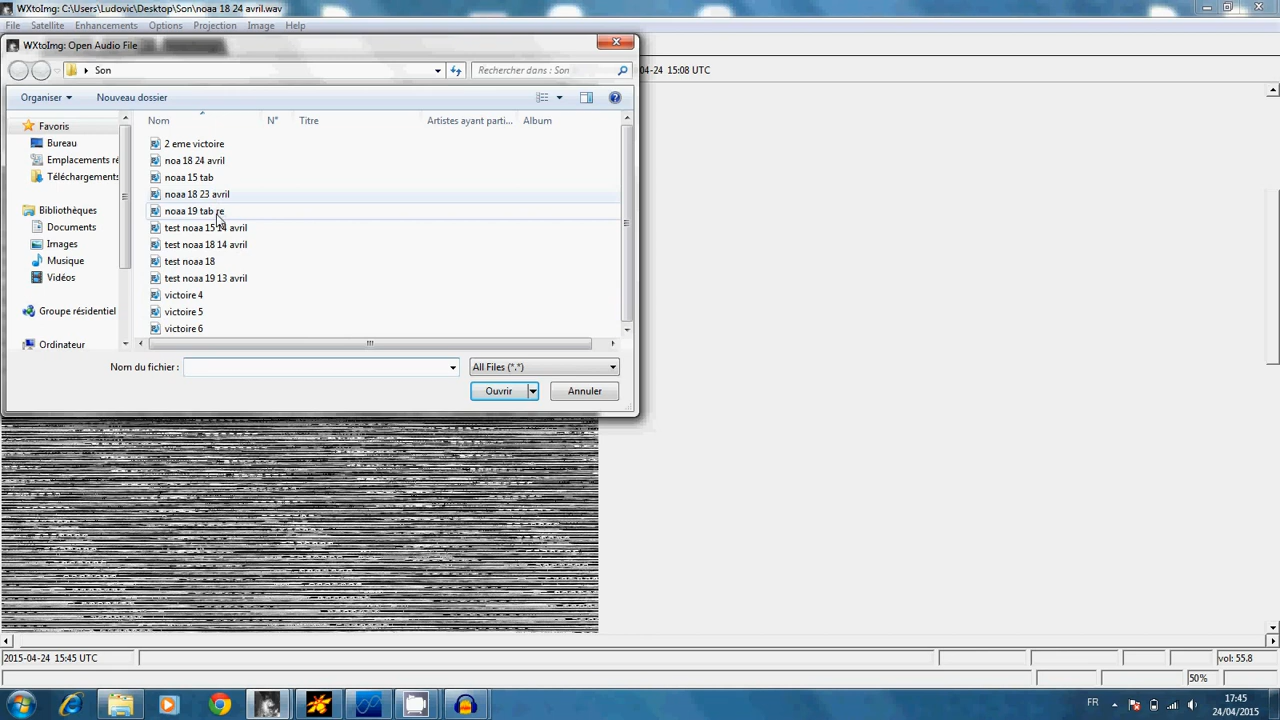 WXtoImg: C:\Users\Ludovic\Desktop\Son\noaa 18 24 avril.wav
File Satellite Enhancements Options Projection Image Help
WXtoImg: Open Audio File
Son
Rechercher dans : Son
04-24 15:08 UTC
Organiser Nouveau dossier
Nom N° Titre Artistes ayant parti... Album
Favoris
Bureau
Emplacements ré
Téléchargements
Bibliothèques
Documents
Images
Musique
Vidéos
Groupe résidentiel
Ordinateur
2 eme victoire
noa 18 24 avril
noaa 15 tab
noaa 18 23 avril
noaa 19 tab re
test noaa 15 14 avril
test noaa 18 14 avril
test noaa 18
test noaa 19 13 avril
victoire 4
victoire 5
victoire 6
Nom du fichier : All Files (*.*)
Ouvrir Annuler
2015-04-24 15:45 UTC
vol: 55.8
50%
FR
17:45
24/04/2015